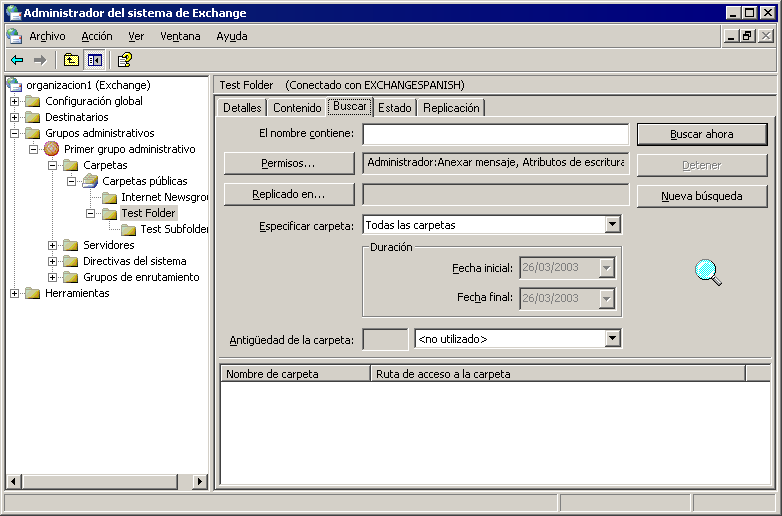 Administrador del sistema de Exchange
Archivo Acción Ver Ventana Ayuda
organizacion1 (Exchange)
Configuración global
Destinatarios
Grupos administrativos
Primer grupo administrativo
Carpetas
Carpetas públicas
Internet Newsgrou
Test Folder
Test Subfolder
Servidores
Directivas del sistema
Grupos de enrutamiento
Herramientas
Test Folder (Conectado con EXCHANGESPANISH)
Detalles Contenido Buscar Estado Replicación
El nombre contiene: Buscar ahora
Permisos... Administrador:Anexar mensaje, Atributos de escritura Detener
Replicado en... Nueva búsqueda
Especificar carpeta: Todas las carpetas
Duración
Fecha inicial: 26/03/2003
Fecha final: 26/03/2003
Antigüedad de la carpeta: <no utilizado>
Nombre de carpeta Ruta de acceso a la carpeta